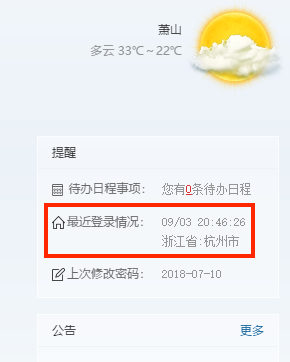 萧山
多云 33℃～22℃
提醒
待办日程事项： 您有0条待办日程
最近登录情况： 09/03 20:46:26
浙江省:杭州市
上次修改密码： 2018-07-10
公告 更多